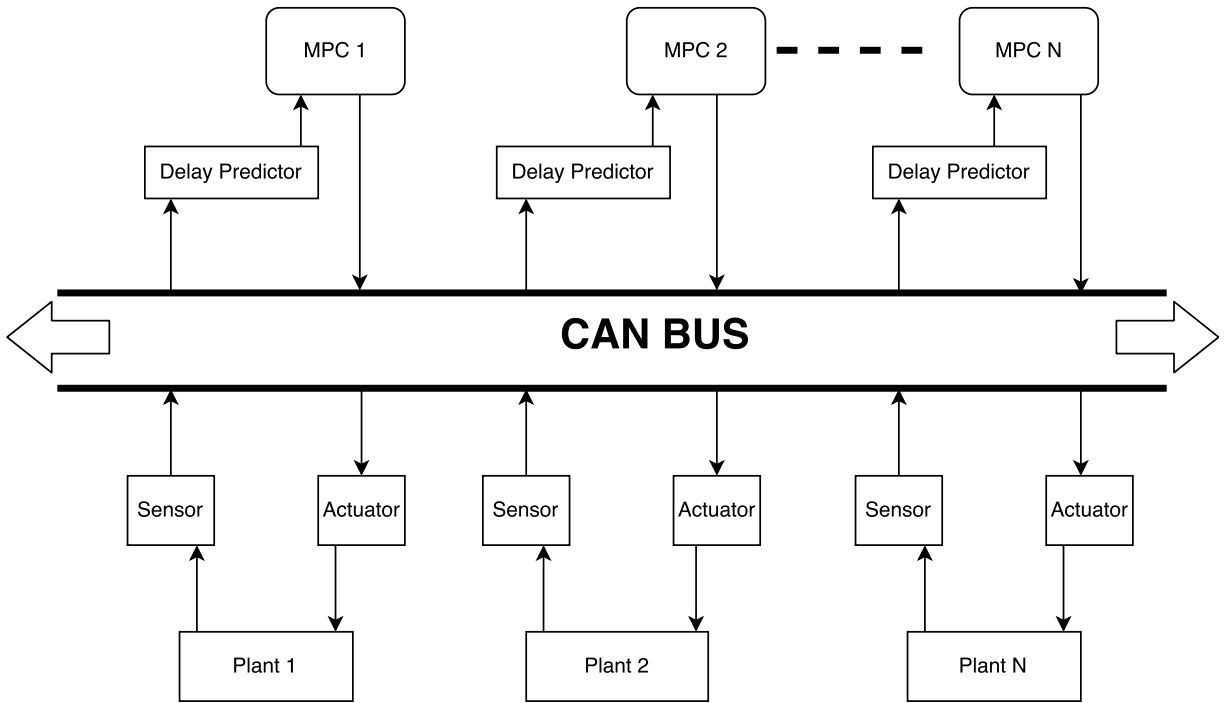 MPC 1
MPC 2
MPC N
Delay Predictor
Delay Predictor
Delay Predictor
CAN BUS
Sensor
Actuator
Sensor
Actuator
Sensor
Actuator
Plant 1
Plant 2
Plant N